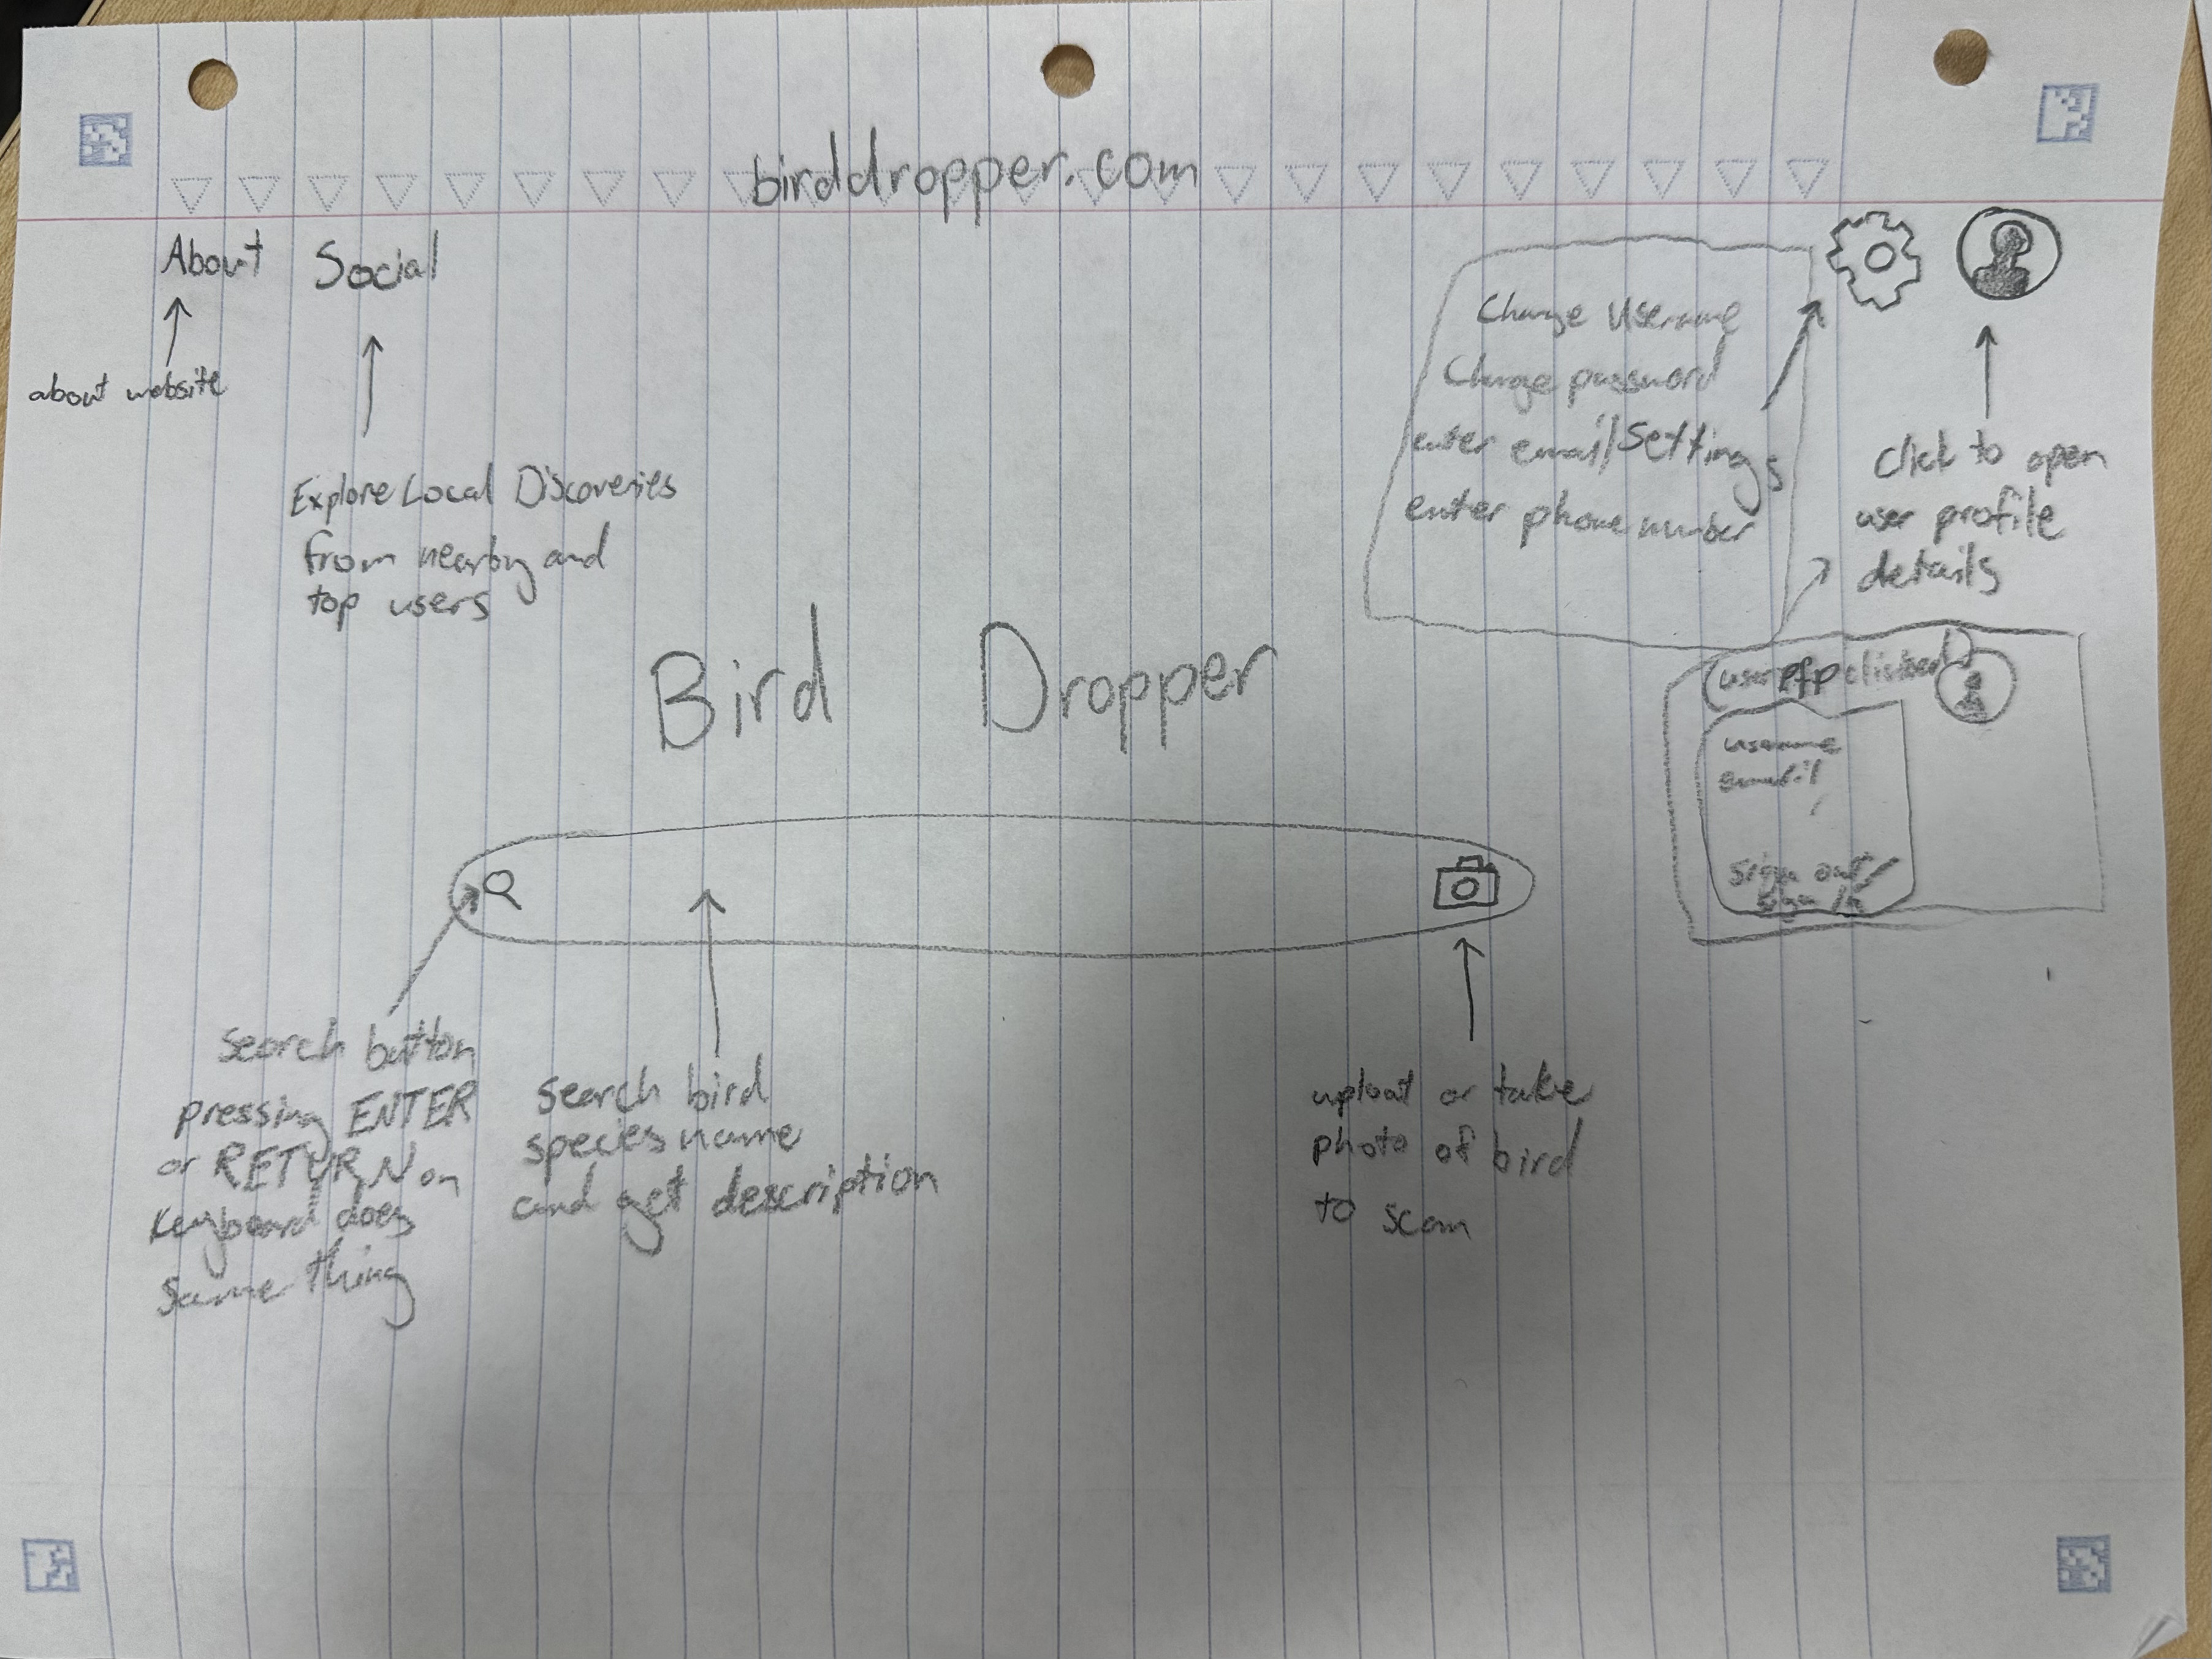 birddropper.com
About Social
about website
Explore Local Discoveries
from nearby and
top users
Change Username
Change password
enter email
Settings
enter phone number
click to open
user profile
details
Bird Dropper
(user pfp clicked)
username
email
sign out/
sign in
search button
pressing ENTER
or RETURN on
keyboard does
same thing
search bird
species name
and get description
upload or take
photo of bird
to scan